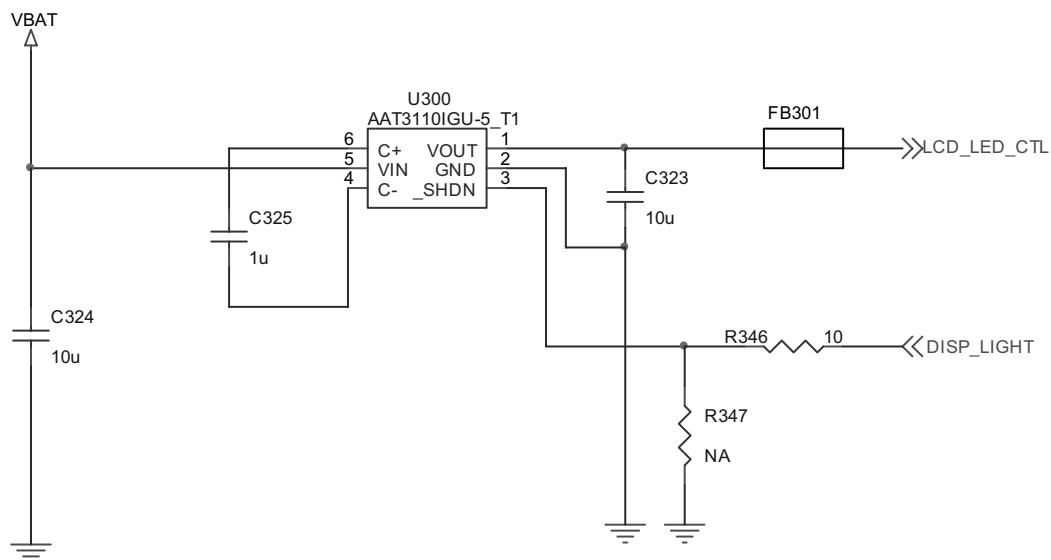 VBAT
U300
AAT3110IGU-5_T1
6 C+ VOUT 1
5 VIN GND 2
4 C- _SHDN 3
FB301
LCD_LED_CTL
C323
10u
C325
1u
C324
10u
R346 10
DISP_LIGHT
R347
NA